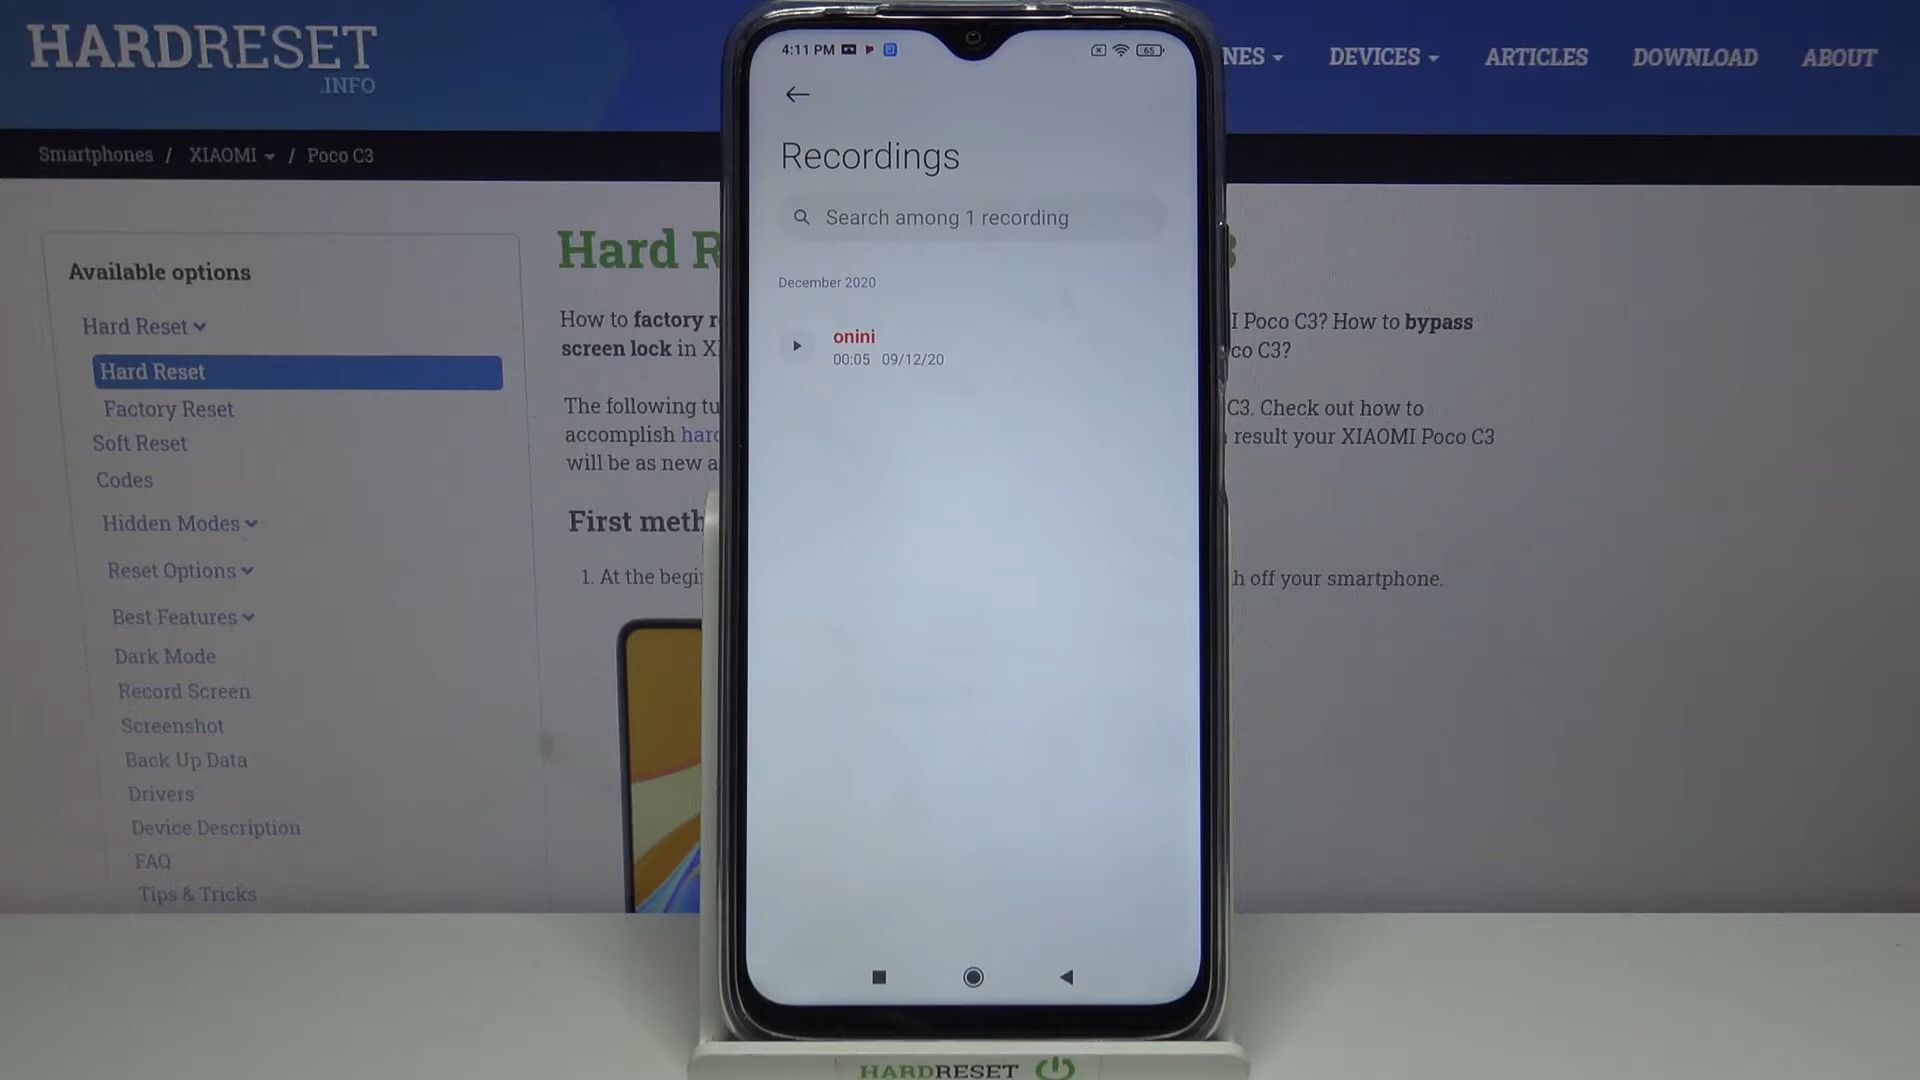 HARDRESET
.INFO
NES DEVICES ARTICLES DOWNLOAD ABOUT
Smartphones / XIAOMI / Poco C3
Available options
Hard Reset
Hard Reset
Factory Reset
Soft Reset
Codes
Hidden Modes
Reset Options
Best Features
Dark Mode
Record Screen
Screenshot
Back Up Data
Drivers
Device Description
FAQ
Tips & Tricks
Hard R 3
How to factory r I Poco C3? How to bypass
screen lock in X co C3?
The following tu C3. Check out how to
accomplish hard result your XIAOMI Poco C3
will be as new a
First meth
1. At the begin h off your smartphone.
4:11 PM 65
Recordings
Search among 1 recording
December 2020
onini
00:05 09/12/20
HARDRESET